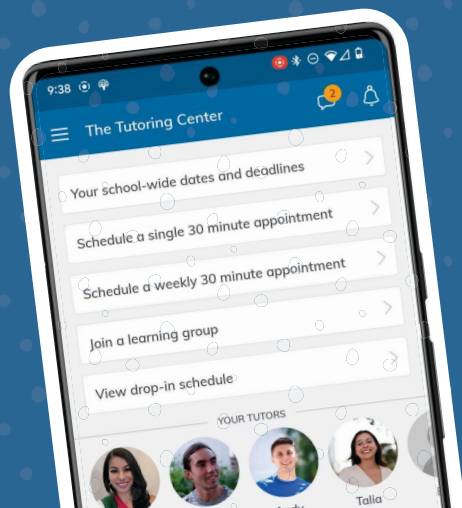 9:38
The Tutoring Center
2
Your school-wide dates and deadlines
Schedule a single 30 minute appointment
Schedule a weekly 30 minute appointment
Join a learning group
View drop-in schedule
YOUR TUTORS
Talia